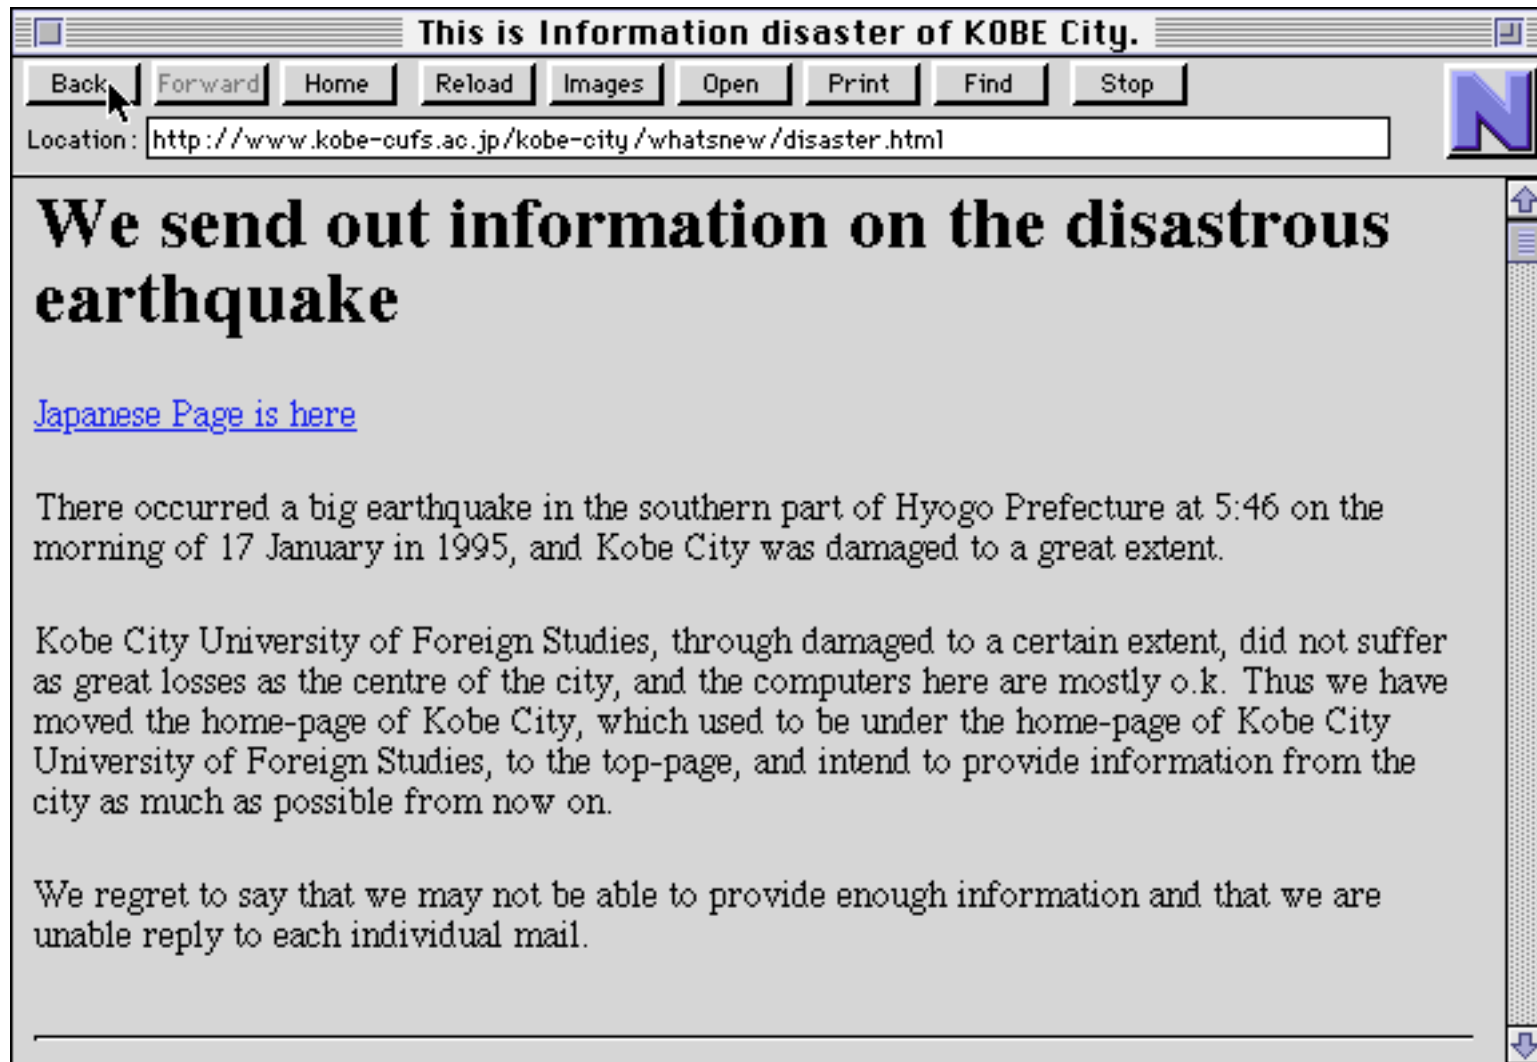 This is Information disaster of KOBE City.
Back Forward Home Reload Images Open Print Find Stop
Location: http://www.kobe-cufs.ac.jp/kobe-city/whatsnew/disaster.html
N
We send out information on the disastrous
earthquake
Japanese Page is here
There occurred a big earthquake in the southern part of Hyogo Prefecture at 5:46 on the
morning of 17 January in 1995, and Kobe City was damaged to a great extent.
Kobe City University of Foreign Studies, through damaged to a certain extent, did not suffer
as great losses as the centre of the city, and the computers here are mostly o.k. Thus we have
moved the home-page of Kobe City, which used to be under the home-page of Kobe City
University of Foreign Studies, to the top-page, and intend to provide information from the
city as much as possible from now on.
We regret to say that we may not be able to provide enough information and that we are
unable reply to each individual mail.